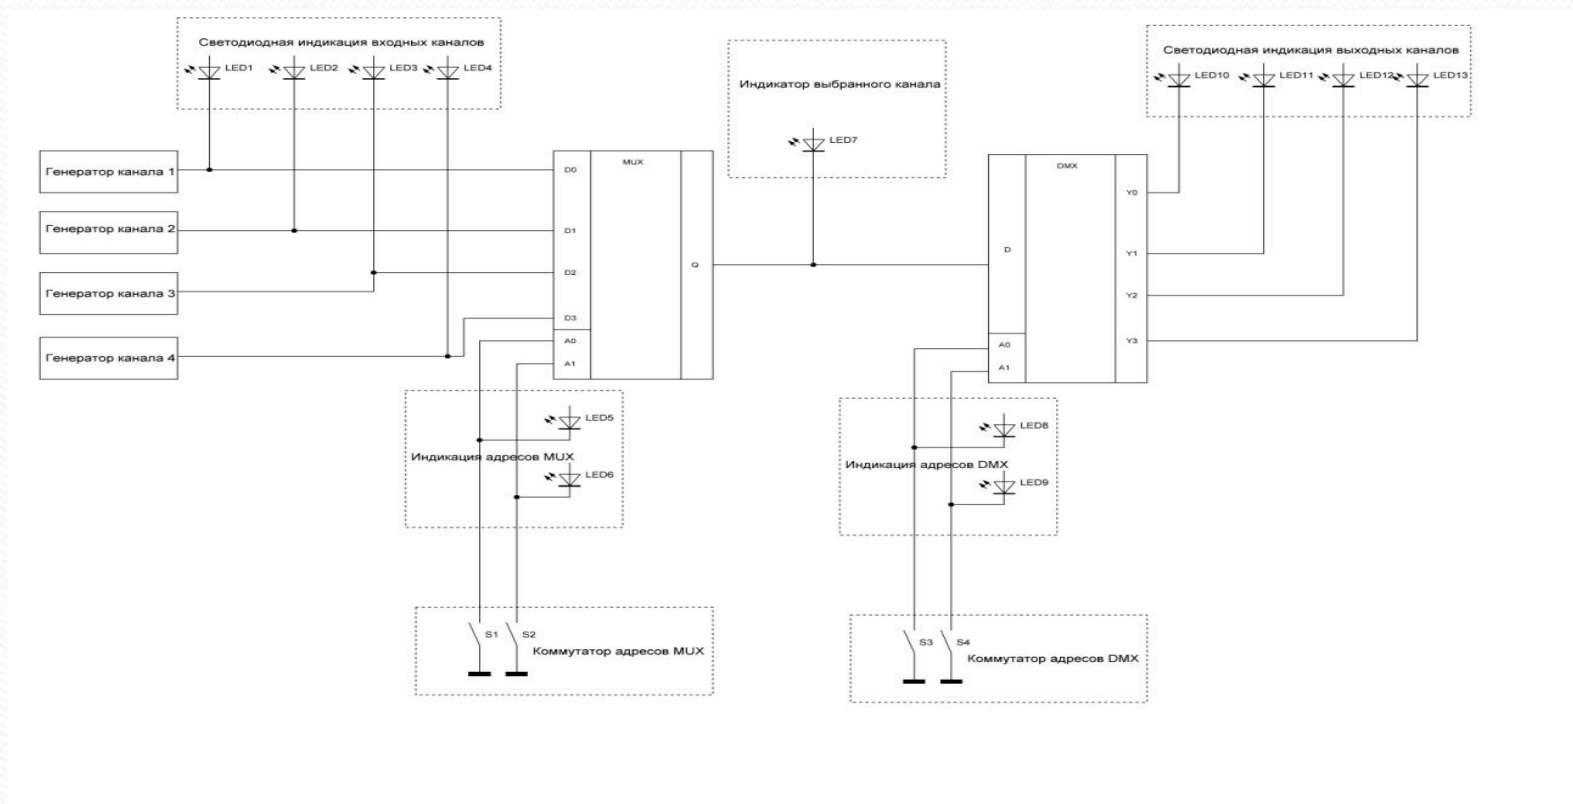 Светодиодная индикация входных каналов
LED1
LED2
LED3
LED4
Индикатор выбранного канала
LED7
Светодиодная индикация выходных каналов
LED10
LED11
LED12
LED13
Генератор канала 1
Генератор канала 2
Генератор канала 3
Генератор канала 4
MUX
D0
D1
D2
D3
A0
A1
Q
DMX
D
A0
A1
Y0
Y1
Y2
Y3
LED5
Индикация адресов MUX
LED6
LED8
Индикация адресов DMX
LED9
S1
S2
Коммутатор адресов MUX
S3
S4
Коммутатор адресов DMX